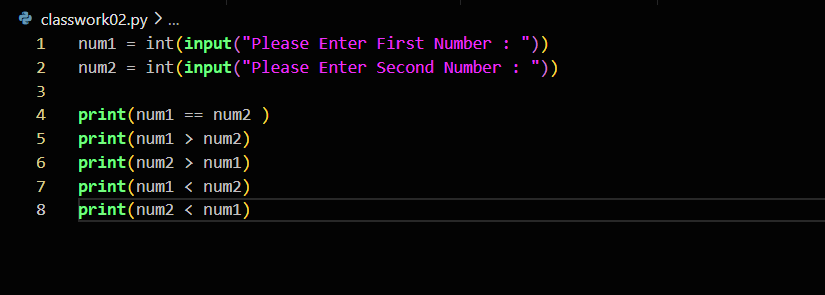 classwork02.py > ...
1 num1 = int(input("Please Enter First Number : "))
2 num2 = int(input("Please Enter Second Number : "))
3
4 print(num1 == num2 )
5 print(num1 > num2)
6 print(num2 > num1)
7 print(num1 < num2)
8 print(num2 < num1)